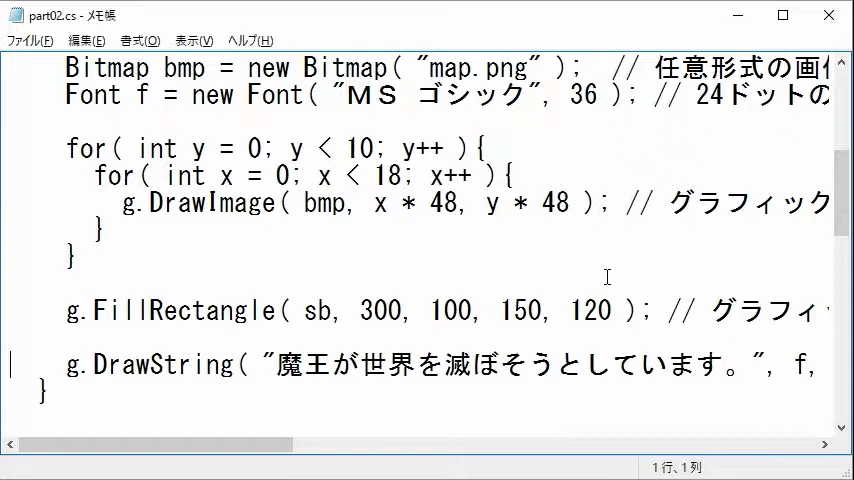 part02.cs - メモ帳
ファイル(F) 編集(E) 書式(O) 表示(V) ヘルプ(H)
Bitmap bmp = new Bitmap( "map.png" ); // 任意形式の画
Font f = new Font( "ＭＳ ゴシック", 36 ); // 24ドットの
for( int y = 0; y < 10; y++ ){
for( int x = 0; x < 18; x++ ){
g.DrawImage( bmp, x * 48, y * 48 ); // グラフィック
}
}
g.FillRectangle( sb, 300, 100, 150, 120 ); // グラフィ
g.DrawString( "魔王が世界を滅ぼそうとしています。", f,
}
1行、1列